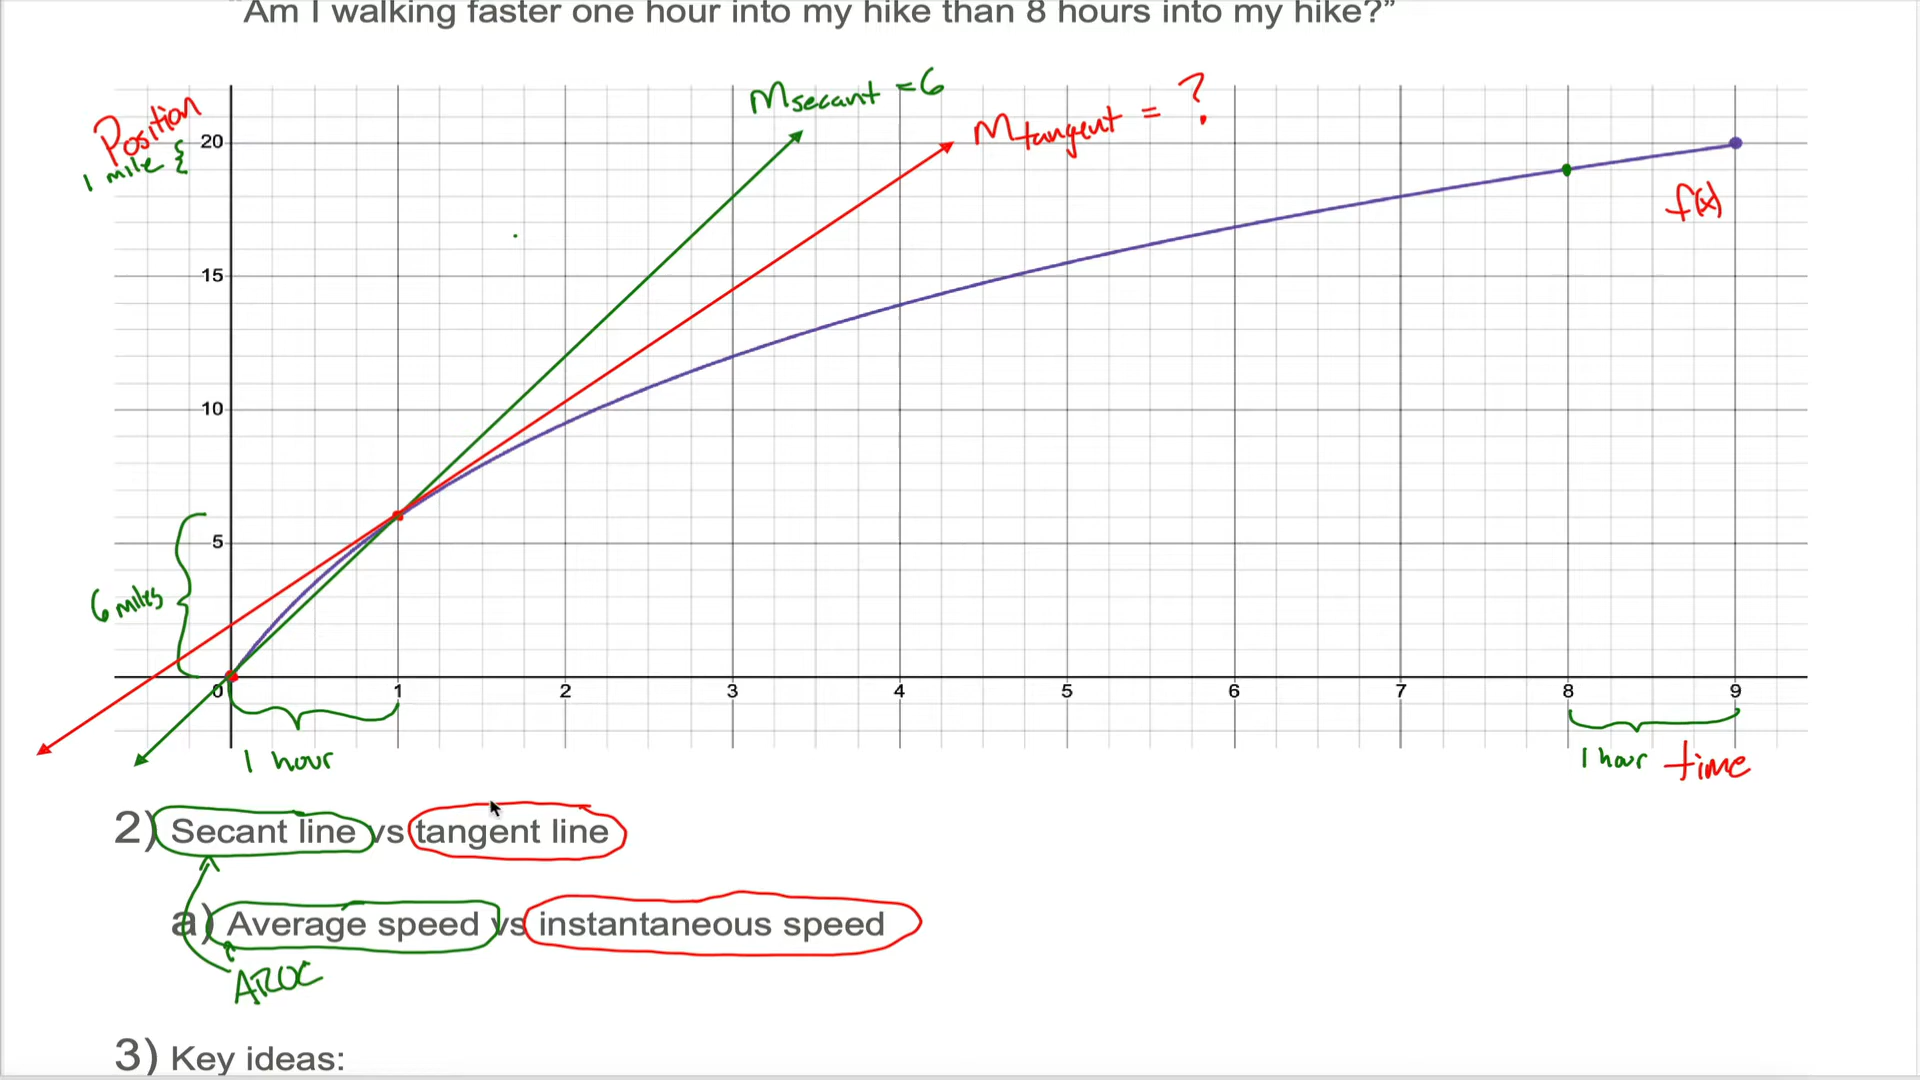 "Am I walking faster one hour into my hike than 8 hours into my hike?"
Msecant = 6
Mtangent = ?
Position
1 mile {
20
15
10
5
f(x)
6 miles
0 1 2 3 4 5 6 7 8 9
1 hour
1 hour
time
2) Secant line vs tangent line
a) Average speed vs instantaneous speed
AROC
3) Key ideas: